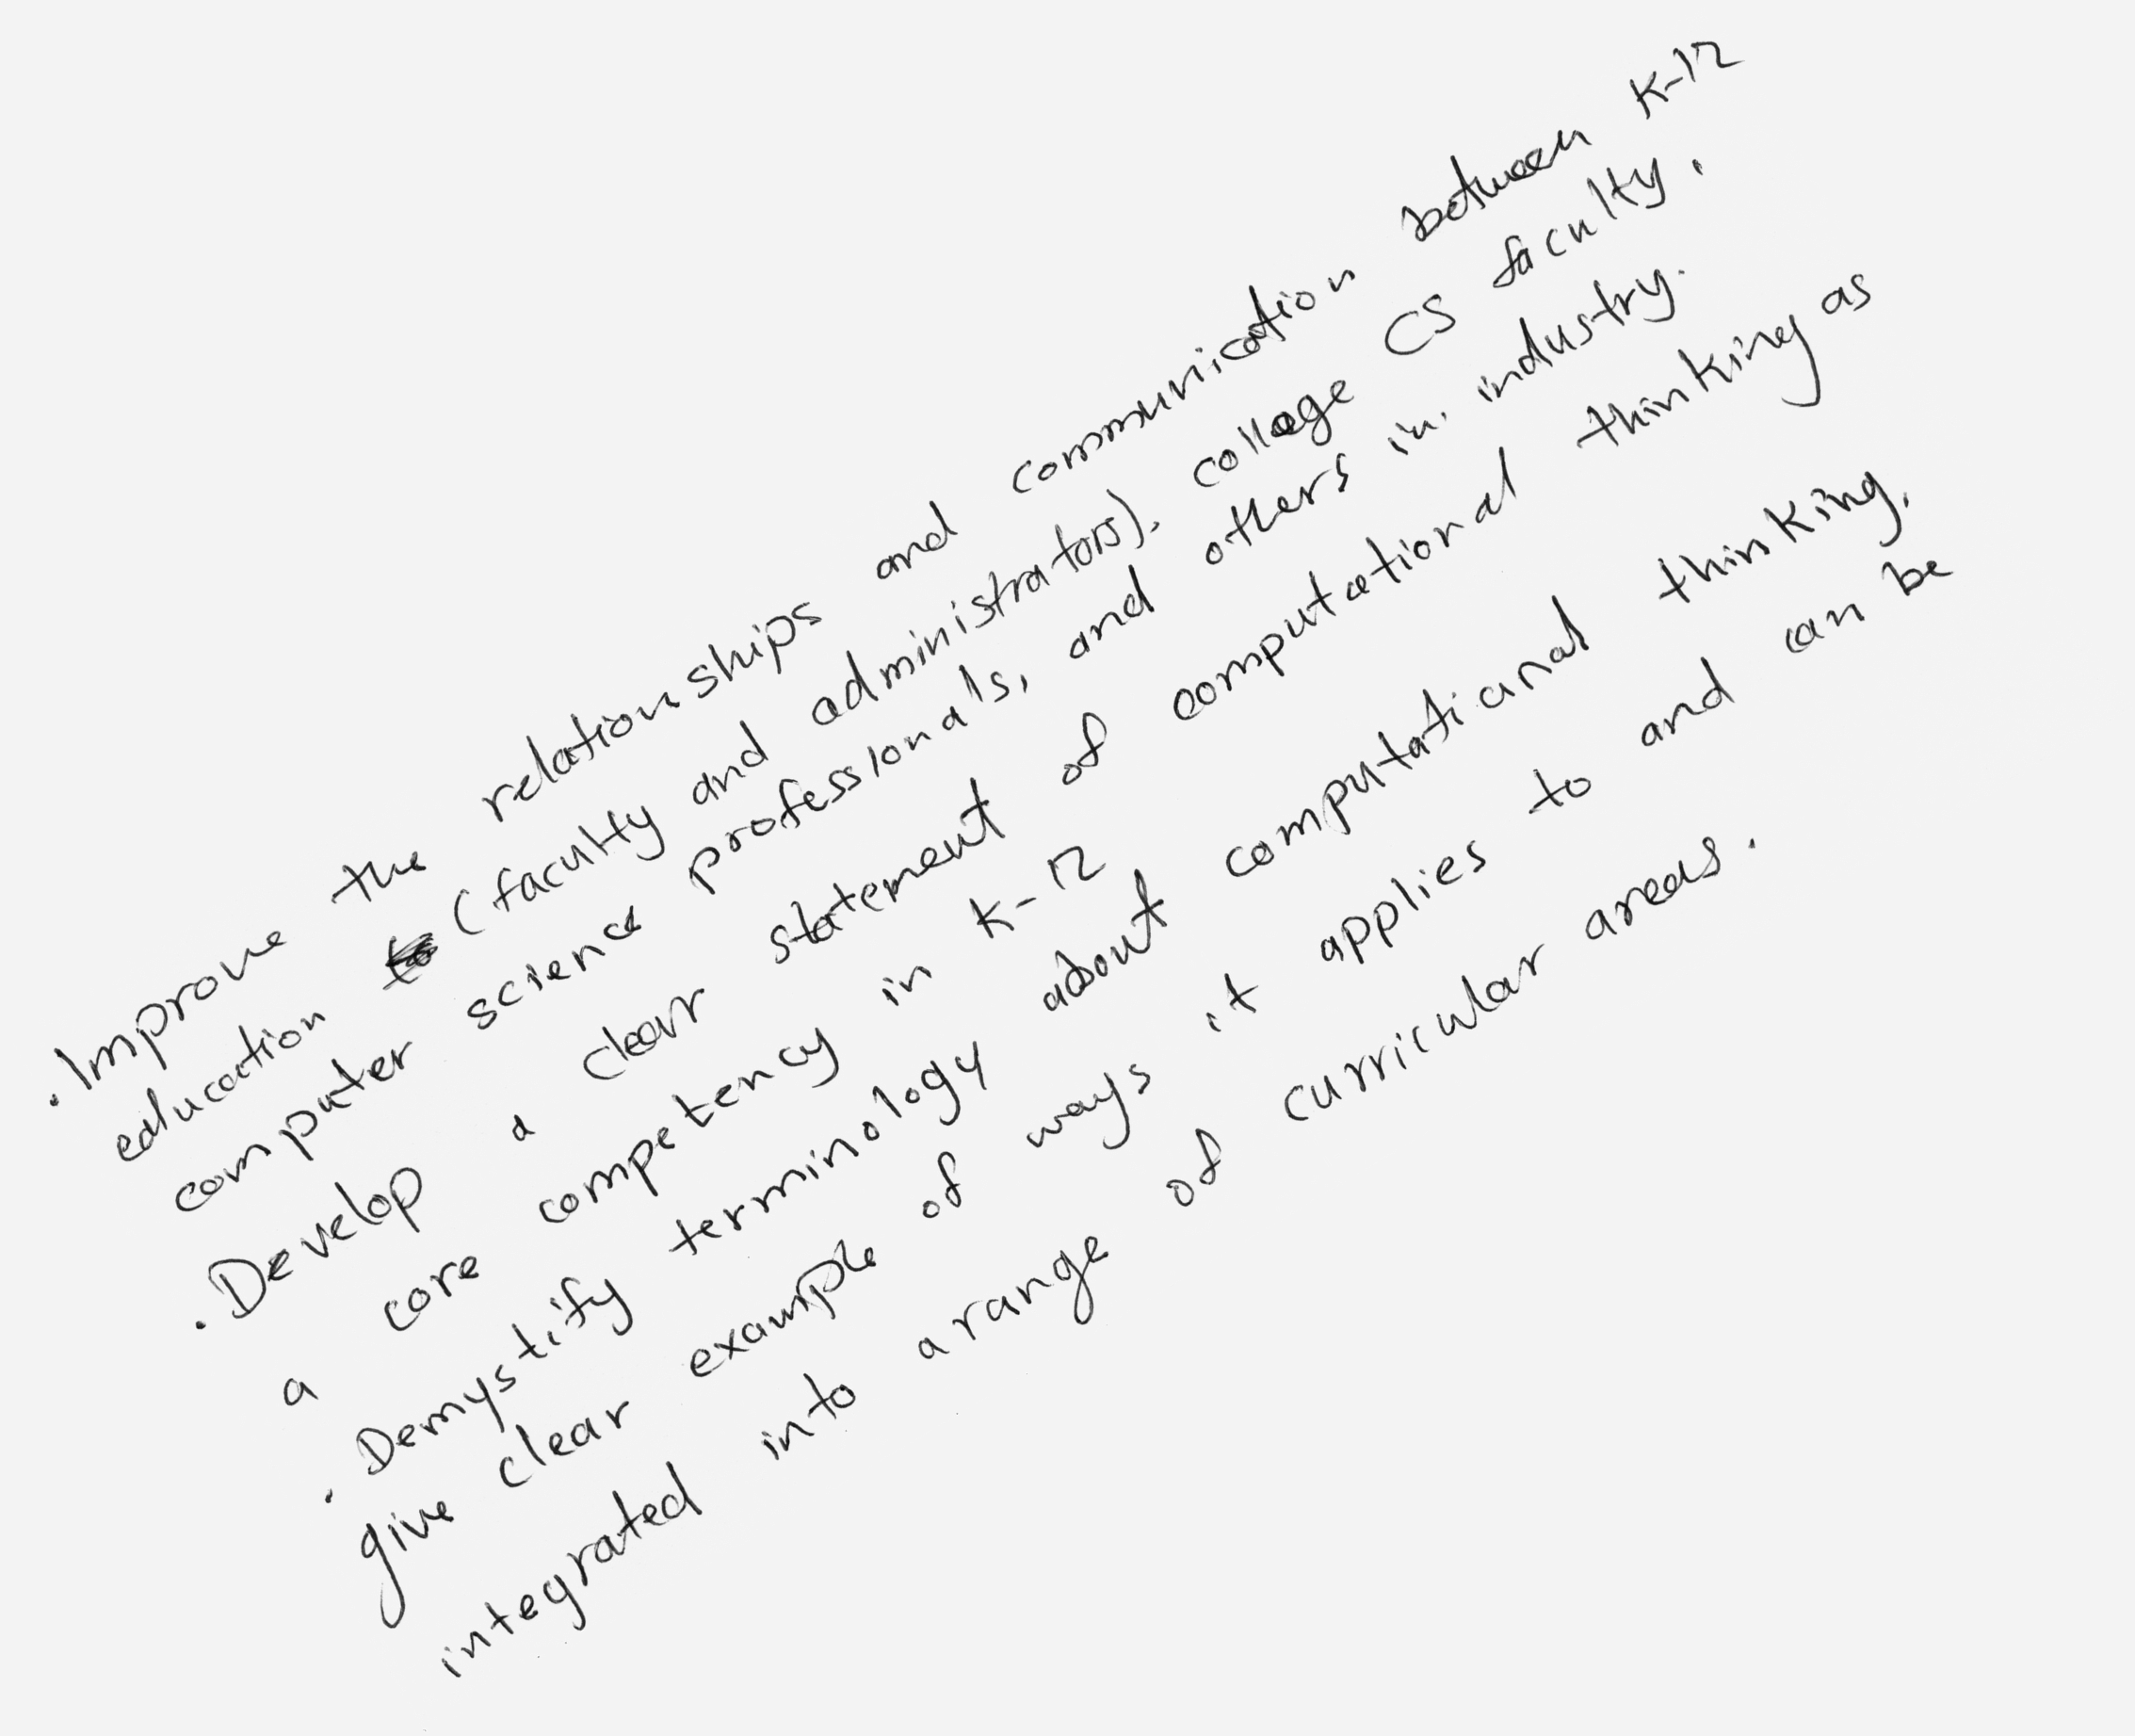 . Improve the relationships and communication between K-12
education (faculty and administrators), college CS faculty,
computer science professionals, and others in industry.
. Develop a clear statement of computational thinking as
a core competency in K-12
. Demystify terminology about computational thinking,
give clear example of ways it applies to and can be
integrated into a range of curricular areas.